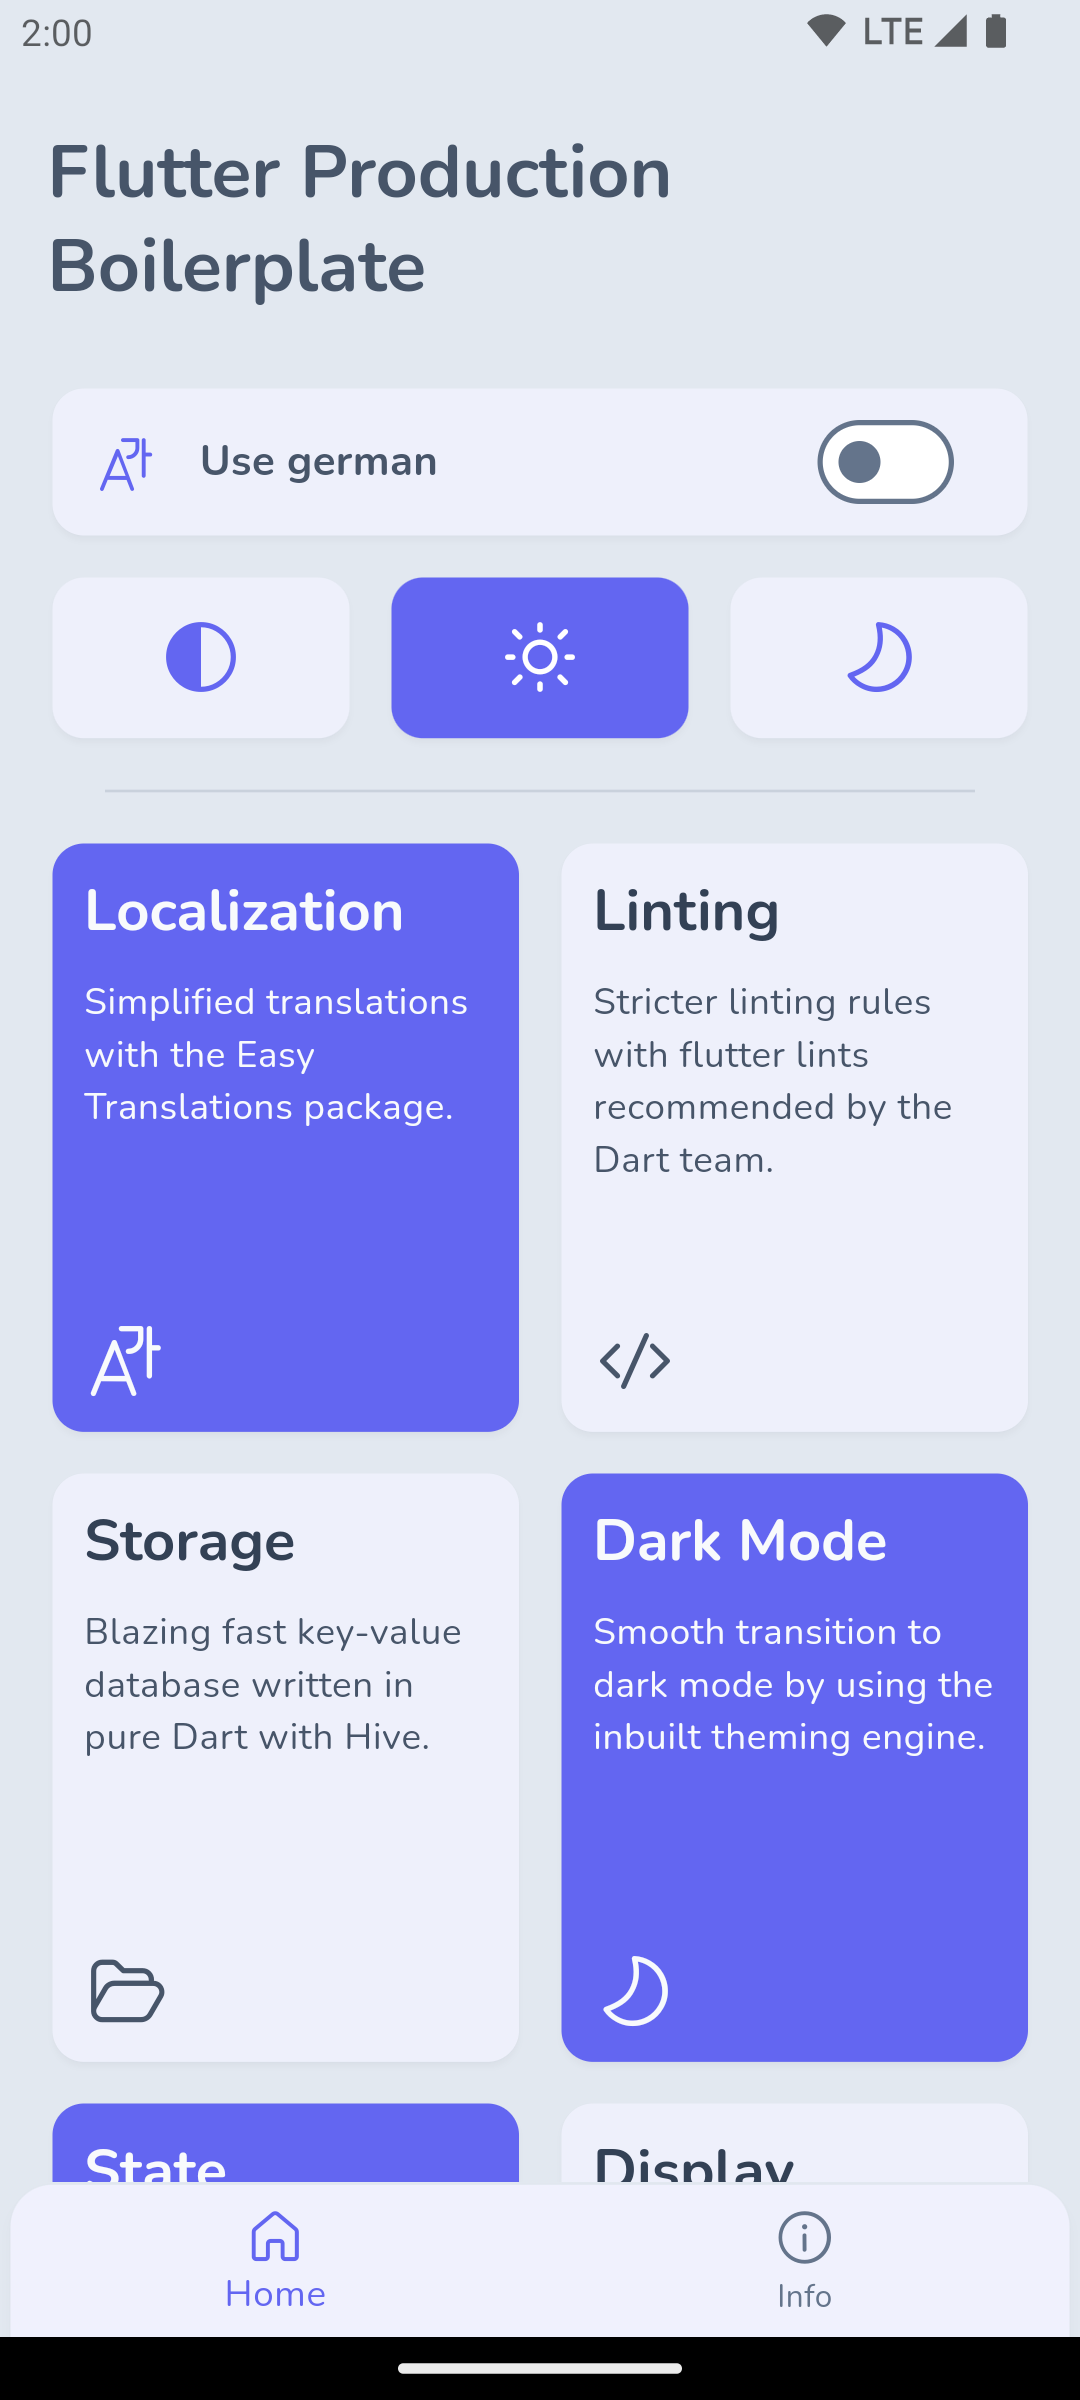 2:00
LTE
Flutter Production
Boilerplate
Use german
Localization
Simplified translations
with the Easy
Translations package.
Linting
Stricter linting rules
with flutter lints
recommended by the
Dart team.
Storage
Blazing fast key-value
database written in
pure Dart with Hive.
Dark Mode
Smooth transition to
dark mode by using the
inbuilt theming engine.
State
Display
Home
Info